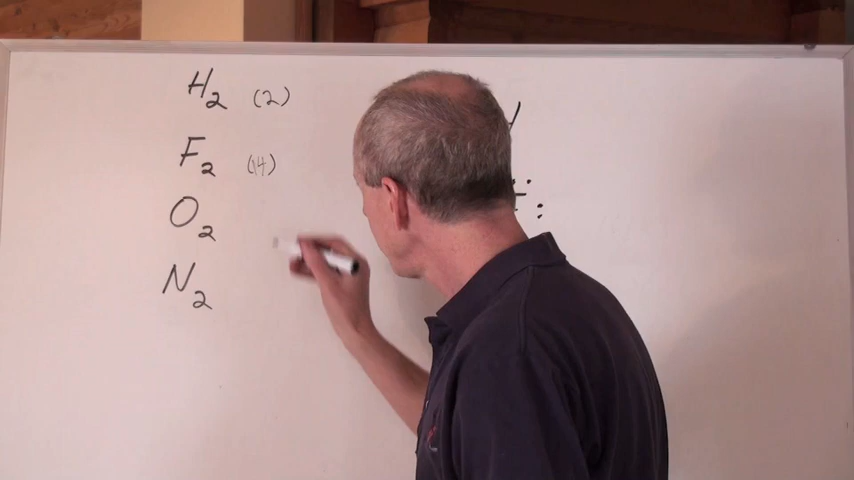 H₂ (2)
F₂ (14)
O₂
N₂